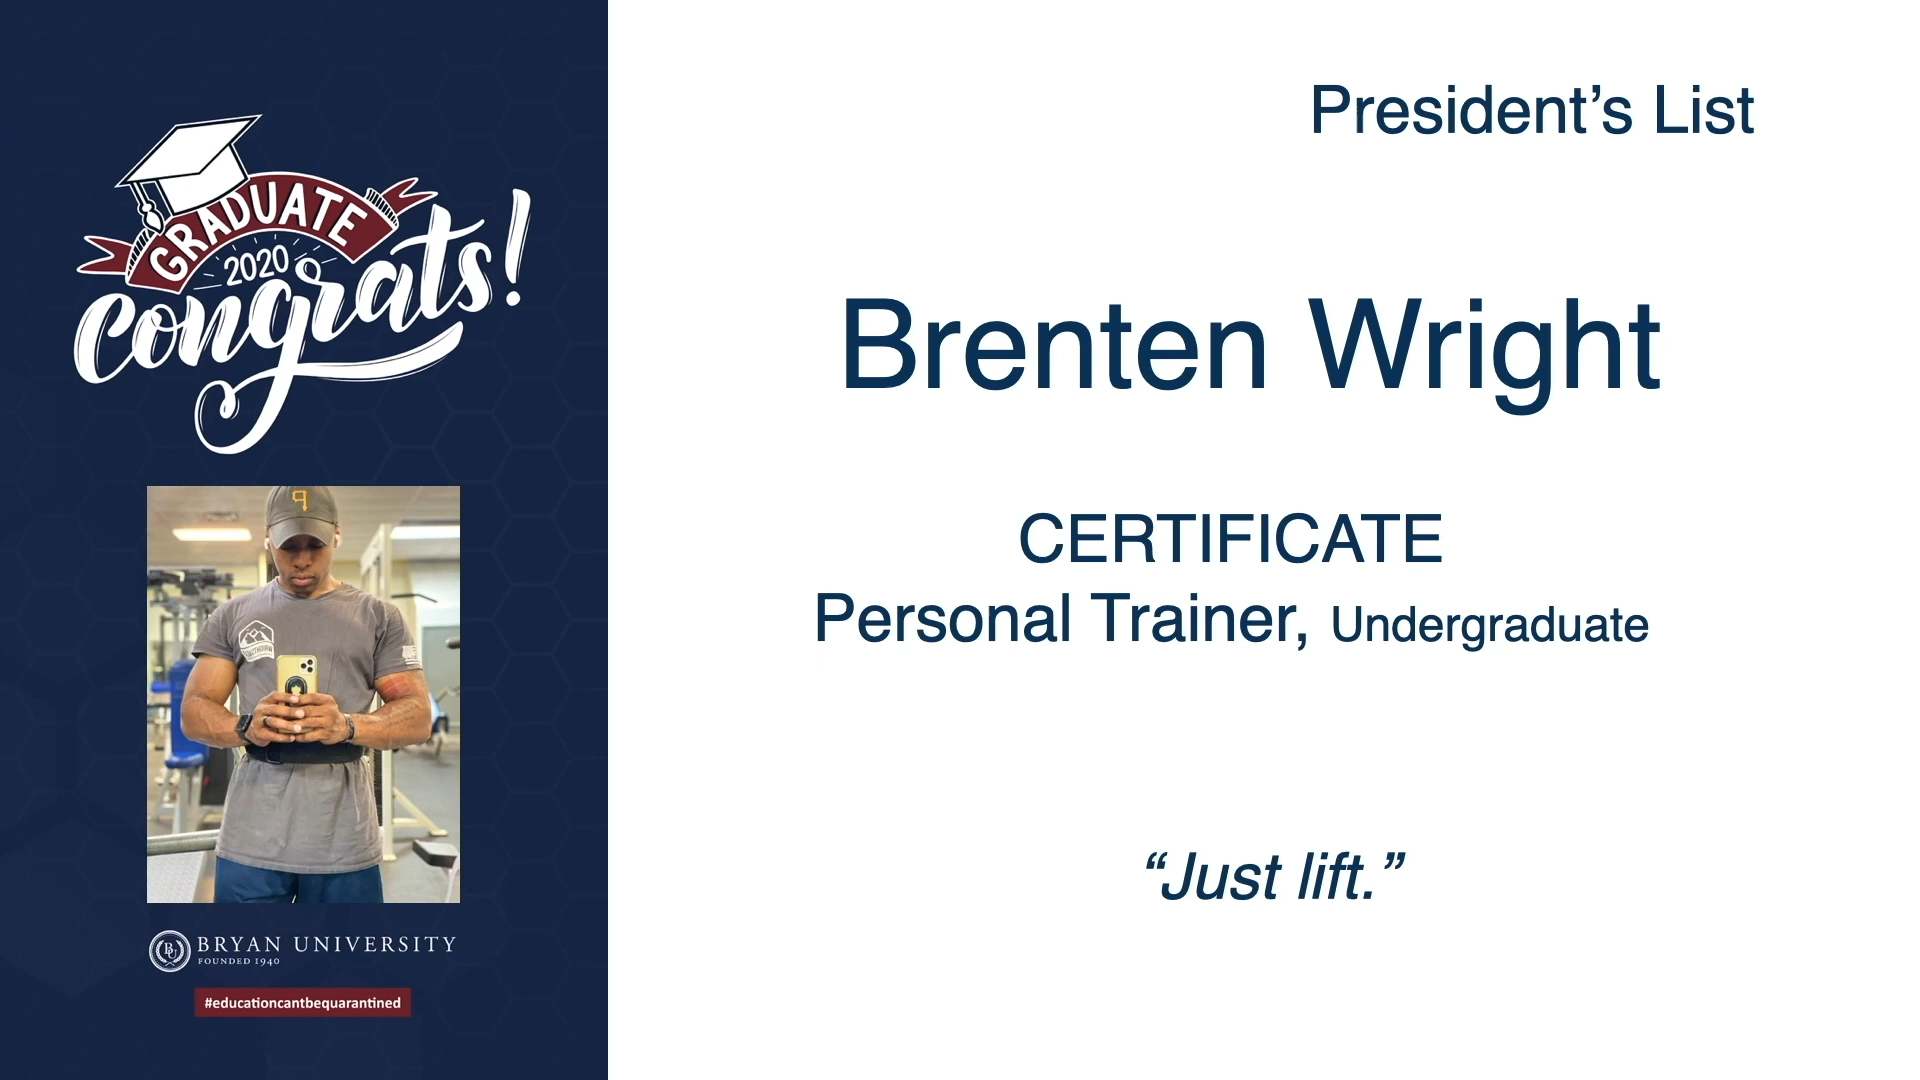 GRADUATE
2020
congrats!
BRYAN UNIVERSITY
FOUNDED 1940
#educationcantbequarantined
President’s List
Brenten Wright
CERTIFICATE
Personal Trainer, Undergraduate
“Just lift.”